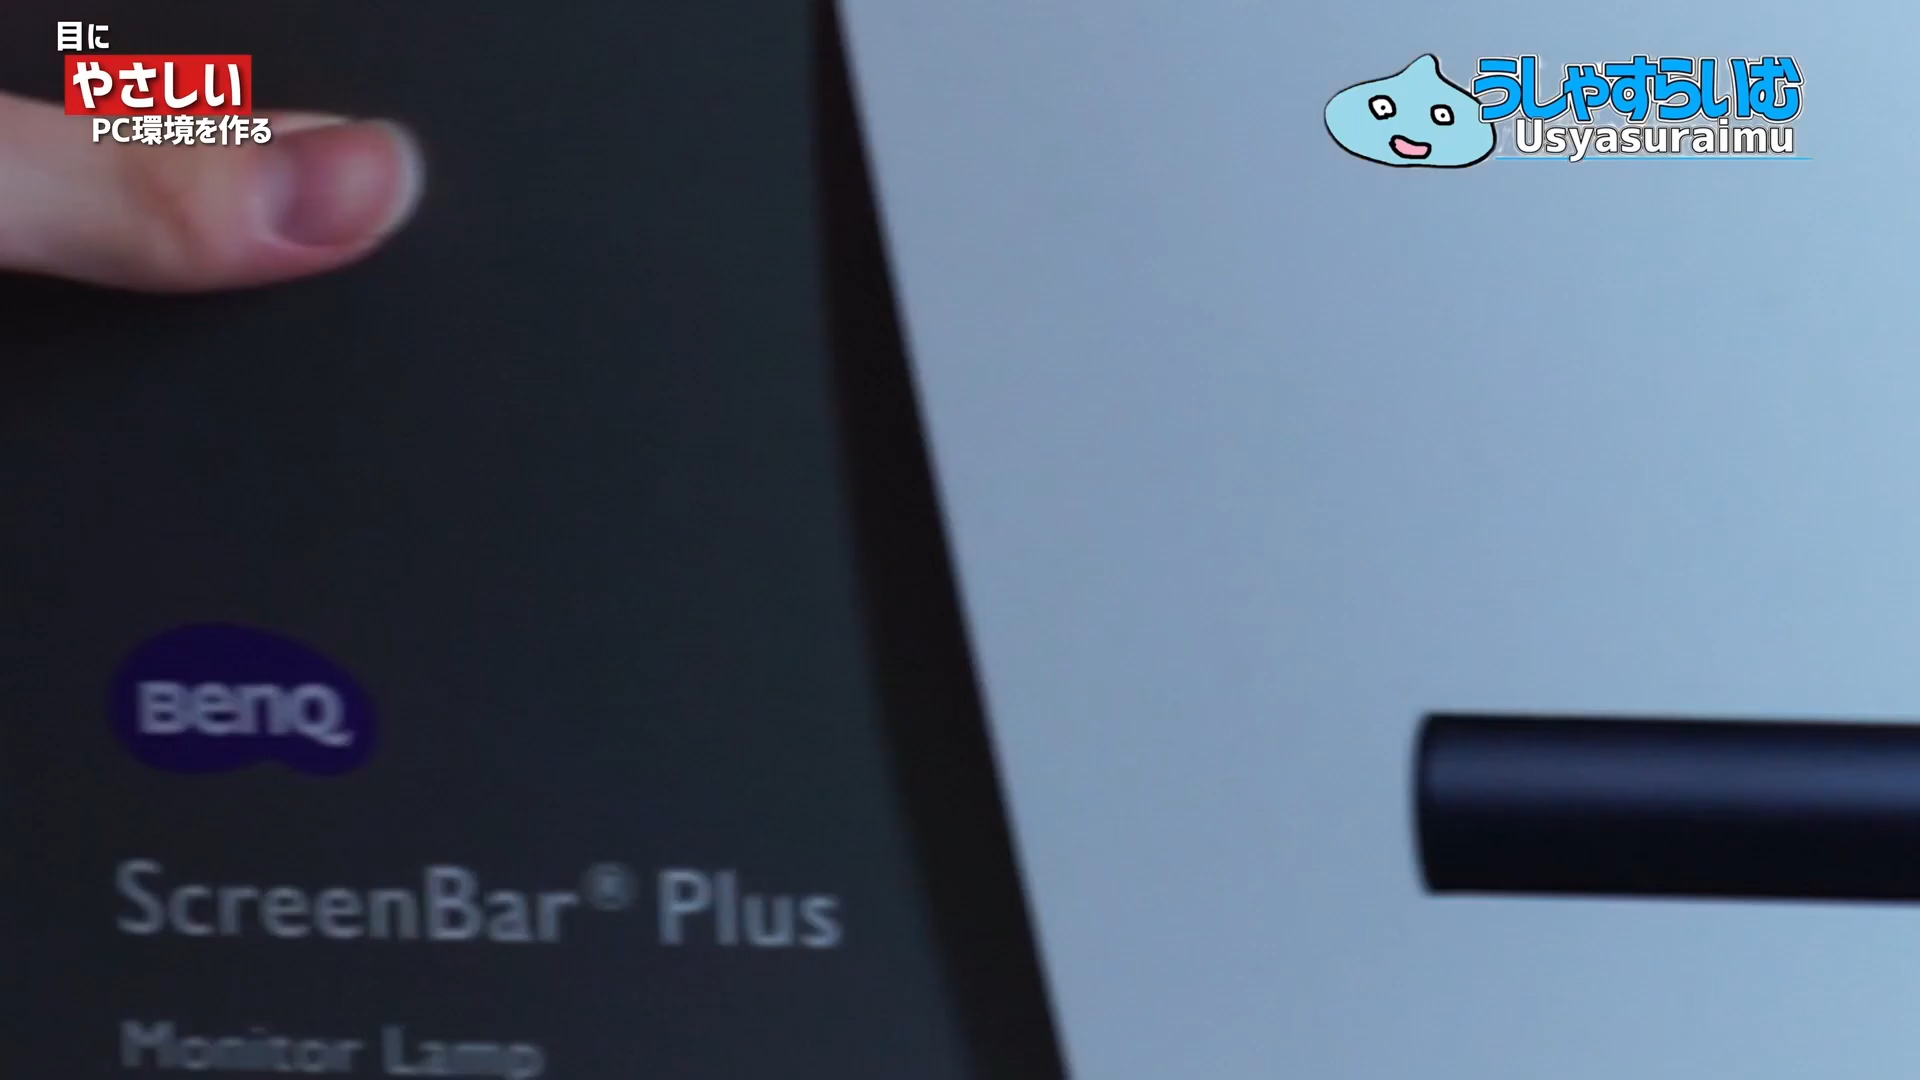 目に
やさしい
PC環境を作る
うしゃすらいむ
Usyasuraimu
BenQ
ScreenBar® Plus
Monitor Lamp